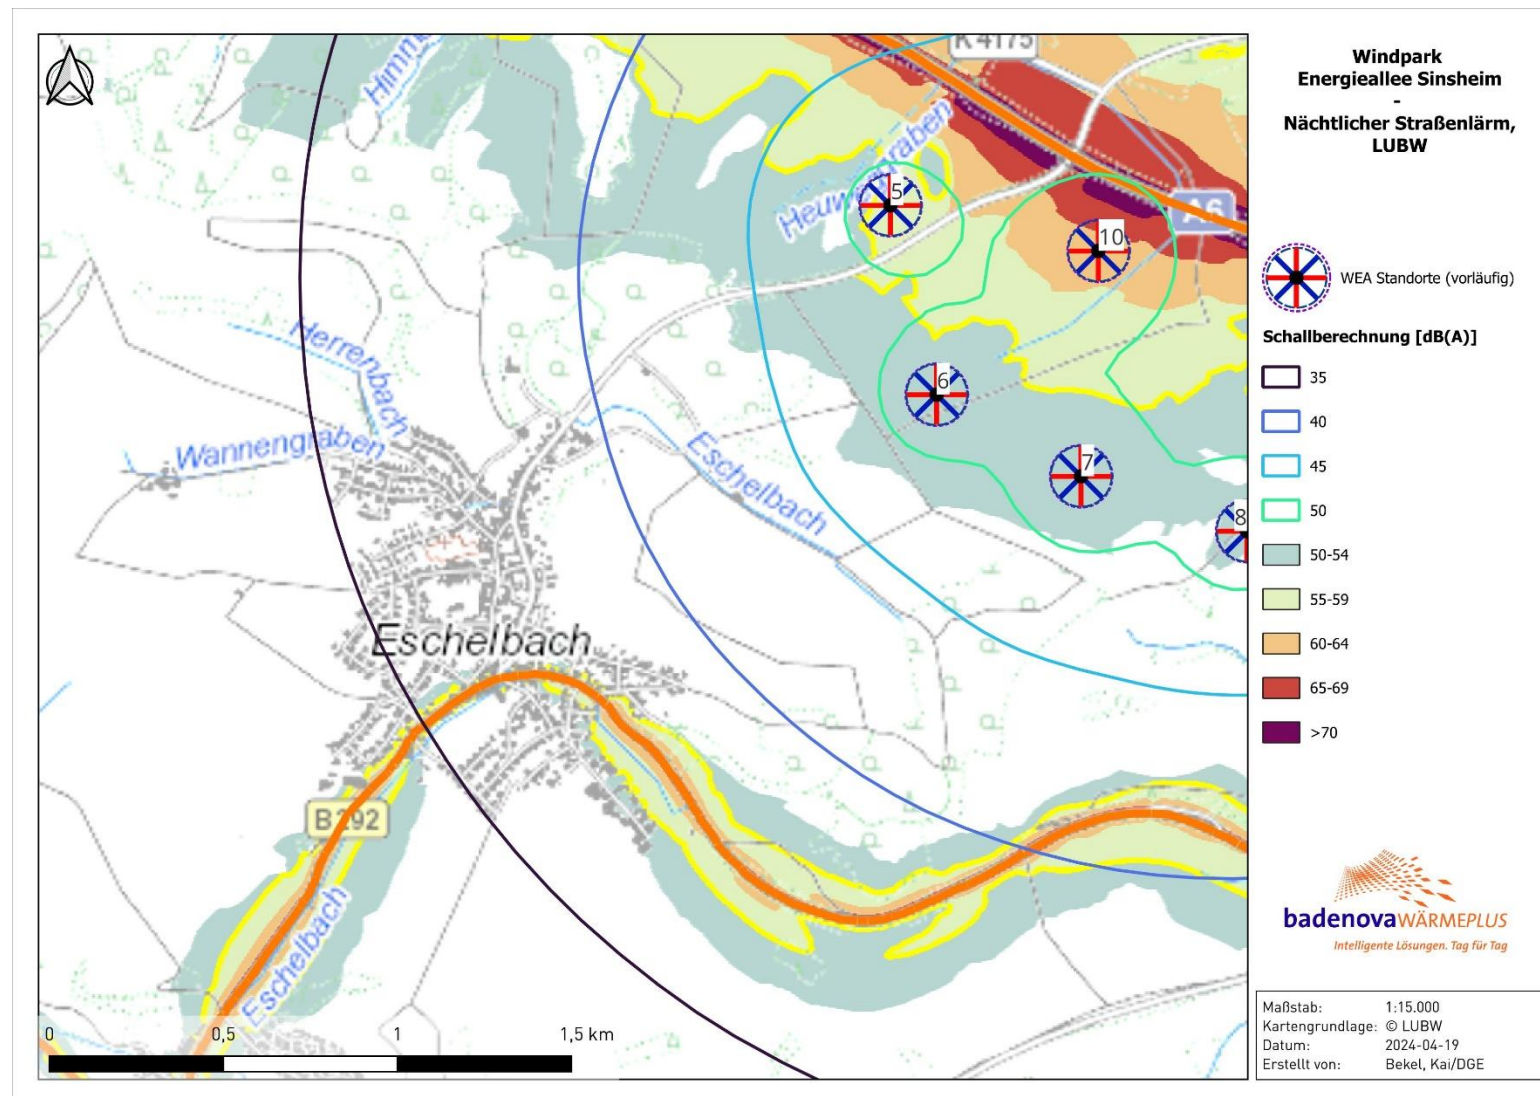 Windpark
Energieallee Sinsheim
-
Nächtlicher Straßenlärm,
LUBW
WEA Standorte (vorläufig)
Schallberechnung [dB(A)]
35
40
45
50
50-54
55-59
60-64
65-69
>70
badenovaWÄRMEPLUS
Intelligente Lösungen. Tag für Tag
Maßstab: 1:15.000
Kartengrundlage: © LUBW
Datum: 2024-04-19
Erstellt von: Bekel, Kai/DGE
K 4175
A6
5
10
6
7
8
Herrenbach
Wannengraben
Eschelbach
Eschelbach
B 292
Eschelbach
0 0,5 1 1,5 km